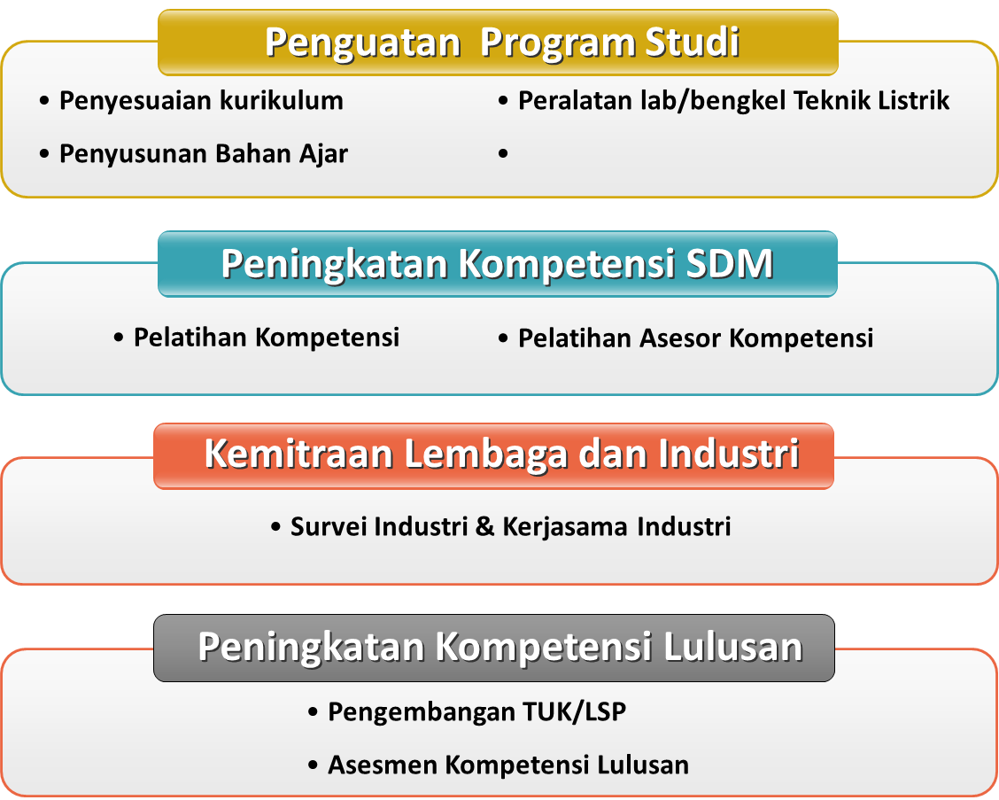 Penguatan  Program Studi
• Penyesuaian kurikulum
• Penyusunan Bahan Ajar
• Peralatan lab/bengkel Teknik Listrik
•
Peningkatan Kompetensi SDM
• Pelatihan Kompetensi
• Pelatihan Asesor Kompetensi
Kemitraan Lembaga dan Industri
• Survei Industri & Kerjasama Industri
Peningkatan Kompetensi Lulusan
• Pengembangan TUK/LSP
• Asesmen Kompetensi Lulusan